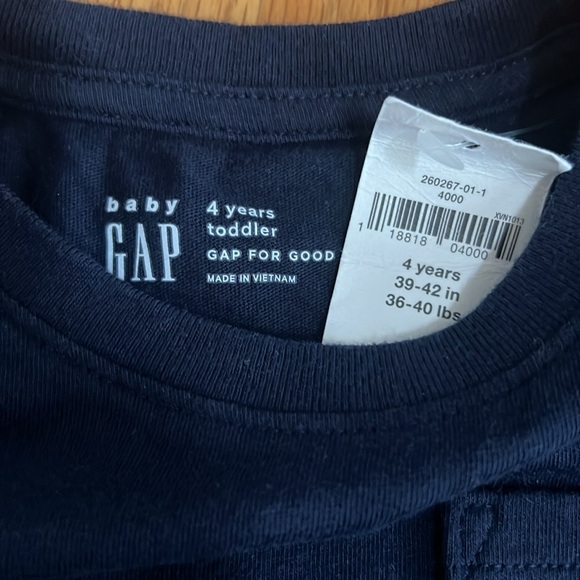 baby
GAP
4 years
toddler
GAP FOR GOOD
MADE IN VIETNAM
260267-01-1
4000
XVN1013
1 18818 04000
4 years
39-42 in
36-40 lbs